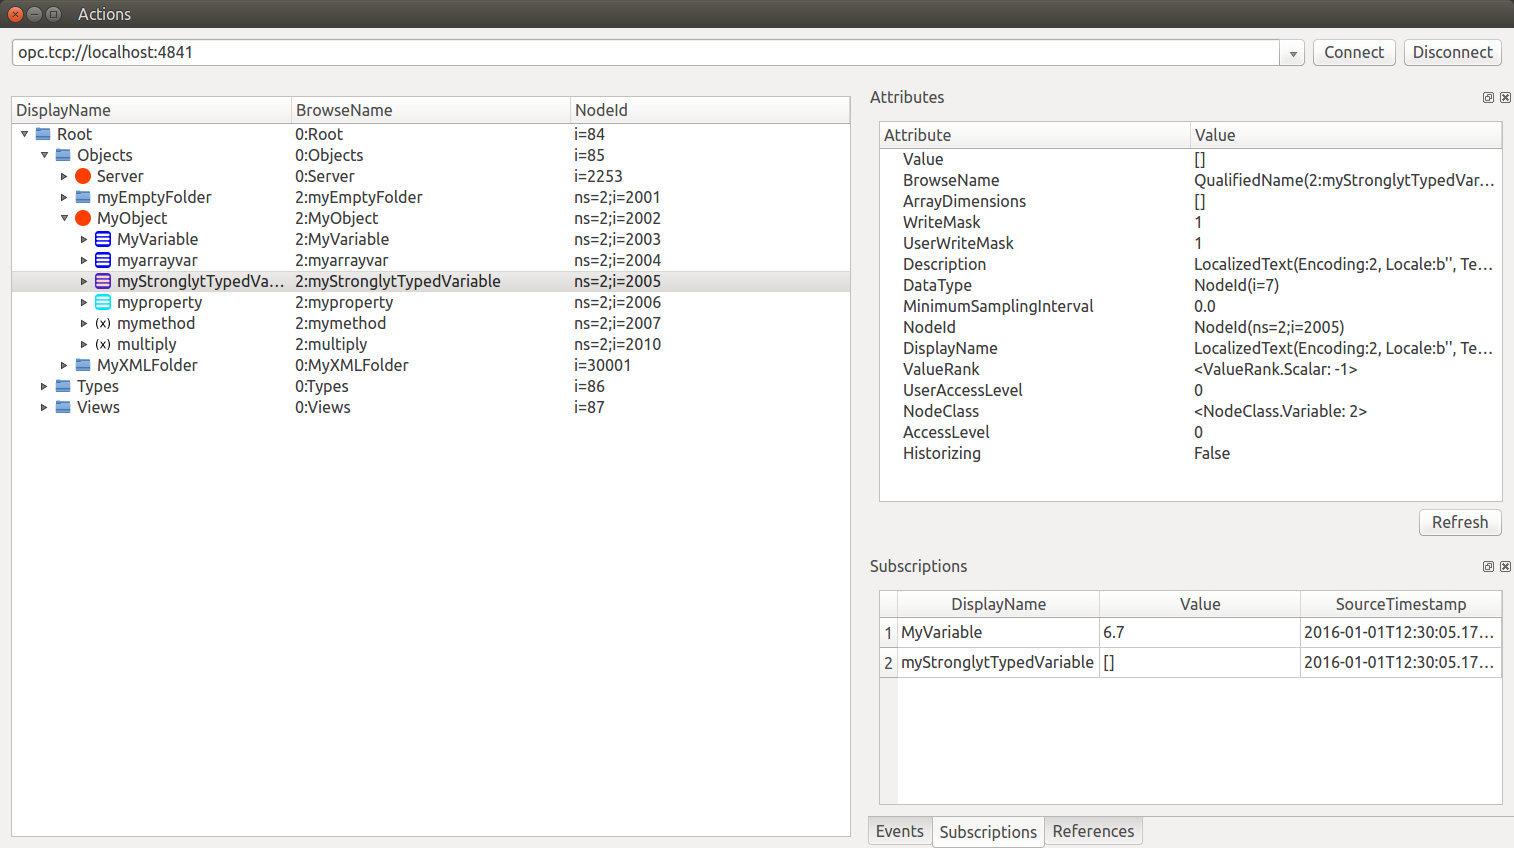 Actions
opc.tcp://localhost:4841
Connect
Disconnect
DisplayName BrowseName NodeId
Root 0:Root i=84
Objects 0:Objects i=85
Server 0:Server i=2253
myEmptyFolder 2:myEmptyFolder ns=2;i=2001
MyObject 2:MyObject ns=2;i=2002
MyVariable 2:MyVariable ns=2;i=2003
myarrayvar 2:myarrayvar ns=2;i=2004
myStronglytTypedVa... 2:myStronglytTypedVariable ns=2;i=2005
myproperty 2:myproperty ns=2;i=2006
(x) mymethod 2:mymethod ns=2;i=2007
(x) multiply 2:multiply ns=2;i=2010
MyXMLFolder 0:MyXMLFolder i=30001
Types 0:Types i=86
Views 0:Views i=87
Attributes
Attribute Value
Value []
BrowseName QualifiedName(2:myStronglytTypedVar...
ArrayDimensions []
WriteMask 1
UserWriteMask 1
Description LocalizedText(Encoding:2, Locale:b'', Te...
DataType NodeId(i=7)
MinimumSamplingInterval 0.0
NodeId NodeId(ns=2;i=2005)
DisplayName LocalizedText(Encoding:2, Locale:b'', Te...
ValueRank <ValueRank.Scalar: -1>
UserAccessLevel 0
NodeClass <NodeClass.Variable: 2>
AccessLevel 0
Historizing False
Refresh
Subscriptions
DisplayName Value SourceTimestamp
1 MyVariable 6.7 2016-01-01T12:30:05.17...
2 myStronglytTypedVariable [] 2016-01-01T12:30:05.17...
Events Subscriptions References